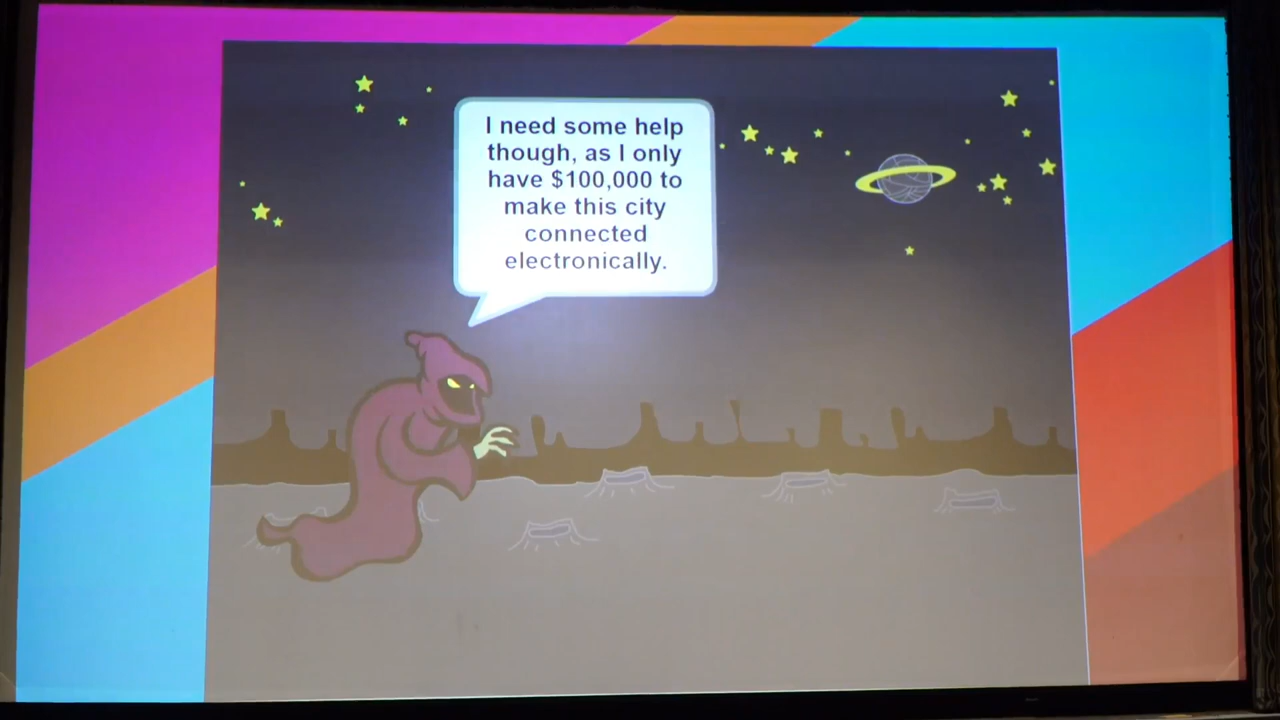 I need some help
though, as I only
have $100,000 to
make this city
connected
electronically.